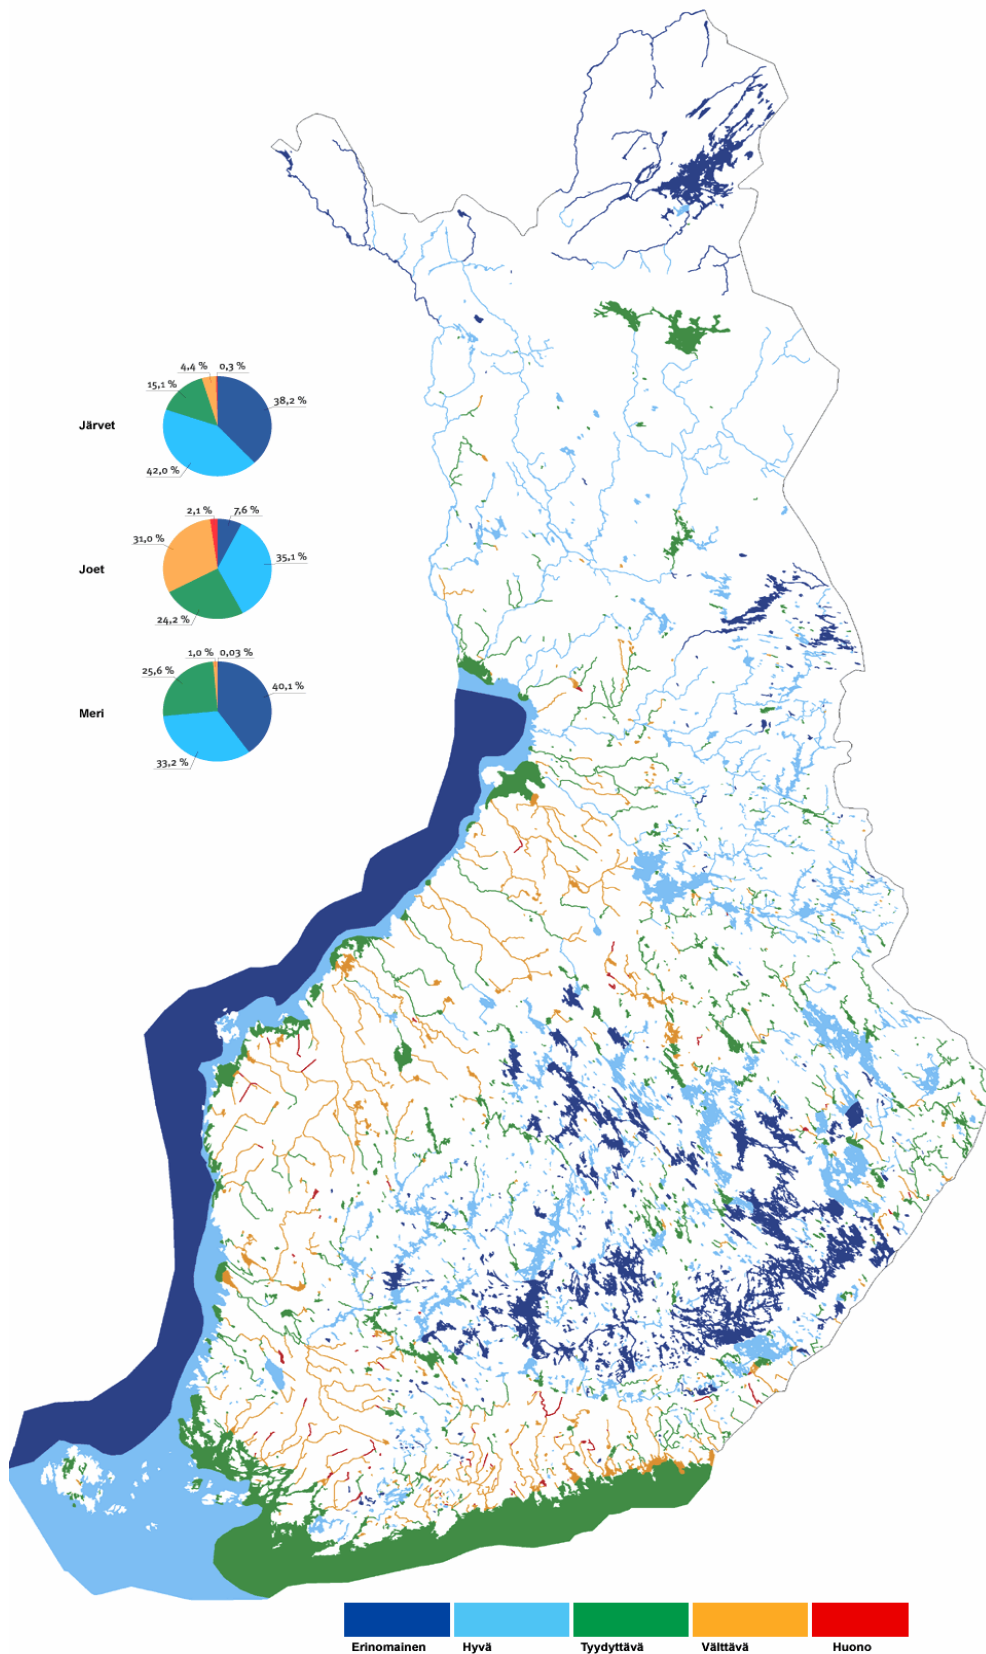 4,4 % 0,3 %
15,1 %
38,2 %
Järvet
42,0 %
2,1 % 7,6 %
31,0 %
35,1 %
Joet
24,2 %
1,0 % 0,03 %
25,6 %
40,1 %
Meri
33,2 %
Erinomainen Hyvä Tyydyttävä Välttävä Huono